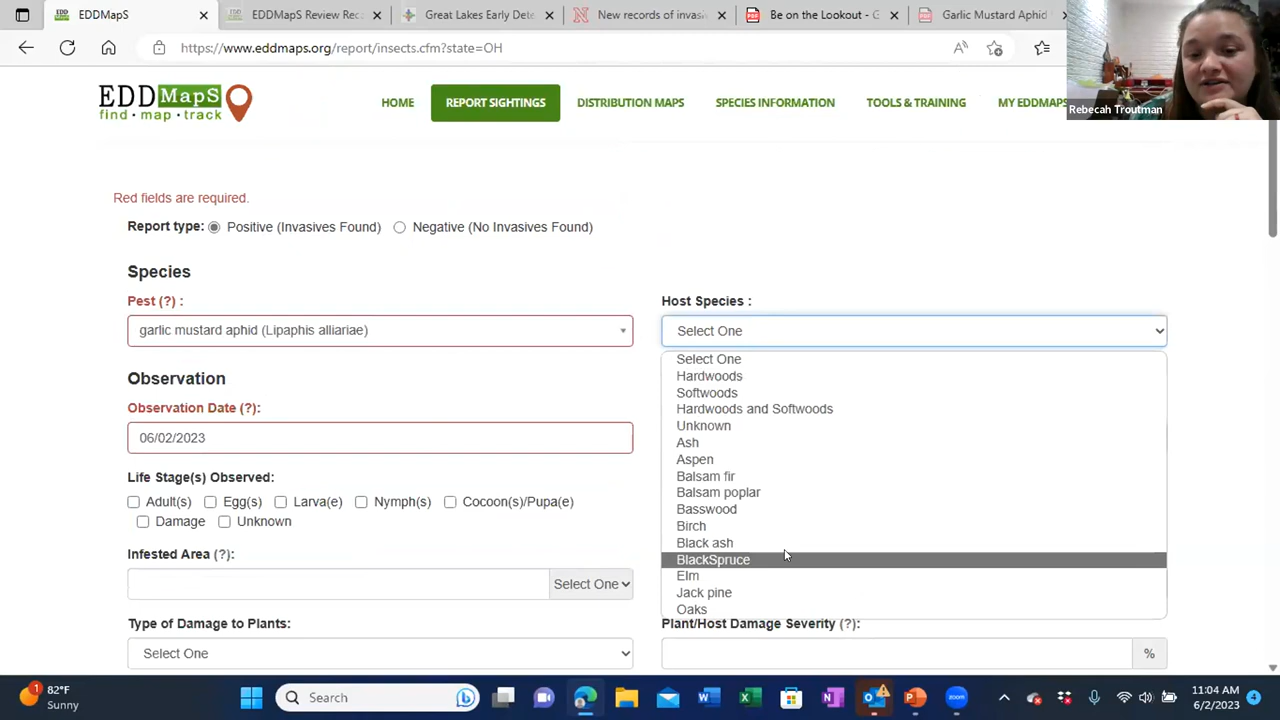 EDDMapS
EDDMapS Review Reca
Great Lakes Early Dete
New records of invasi
Be on the Lookout - G
Garlic Mustard Aphid
https://www.eddmaps.org/report/insects.cfm?state=OH
Rebecah Troutman
EDDMapS
find · map · track
HOME
REPORT SIGHTINGS
DISTRIBUTION MAPS
SPECIES INFORMATION
TOOLS & TRAINING
MY EDDMAPS
Red fields are required.
Report type: Positive (Invasives Found) Negative (No Invasives Found)
Species
Pest (?) :
garlic mustard aphid (Lipaphis alliariae)
Host Species :
Select One
Select One
Hardwoods
Softwoods
Hardwoods and Softwoods
Unknown
Ash
Aspen
Balsam fir
Balsam poplar
Basswood
Birch
Black ash
BlackSpruce
Elm
Jack pine
Oaks
Observation
Observation Date (?):
06/02/2023
Life Stage(s) Observed:
Adult(s) Egg(s) Larva(e) Nymph(s) Cocoon(s)/Pupa(e)
Damage Unknown
Infested Area (?):
Select One
Type of Damage to Plants:
Select One
Plant/Host Damage Severity (?):
%
1
82°F
Sunny
Search
zoom
11:04 AM
6/2/2023
4